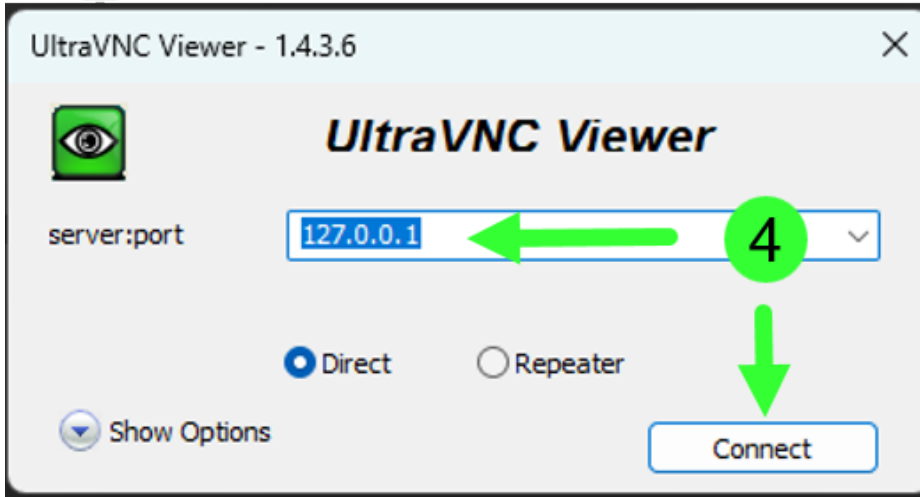 UltraVNC Viewer - 1.4.3.6
UltraVNC Viewer
server:port 127.0.0.1 4
Direct Repeater
Show Options
Connect